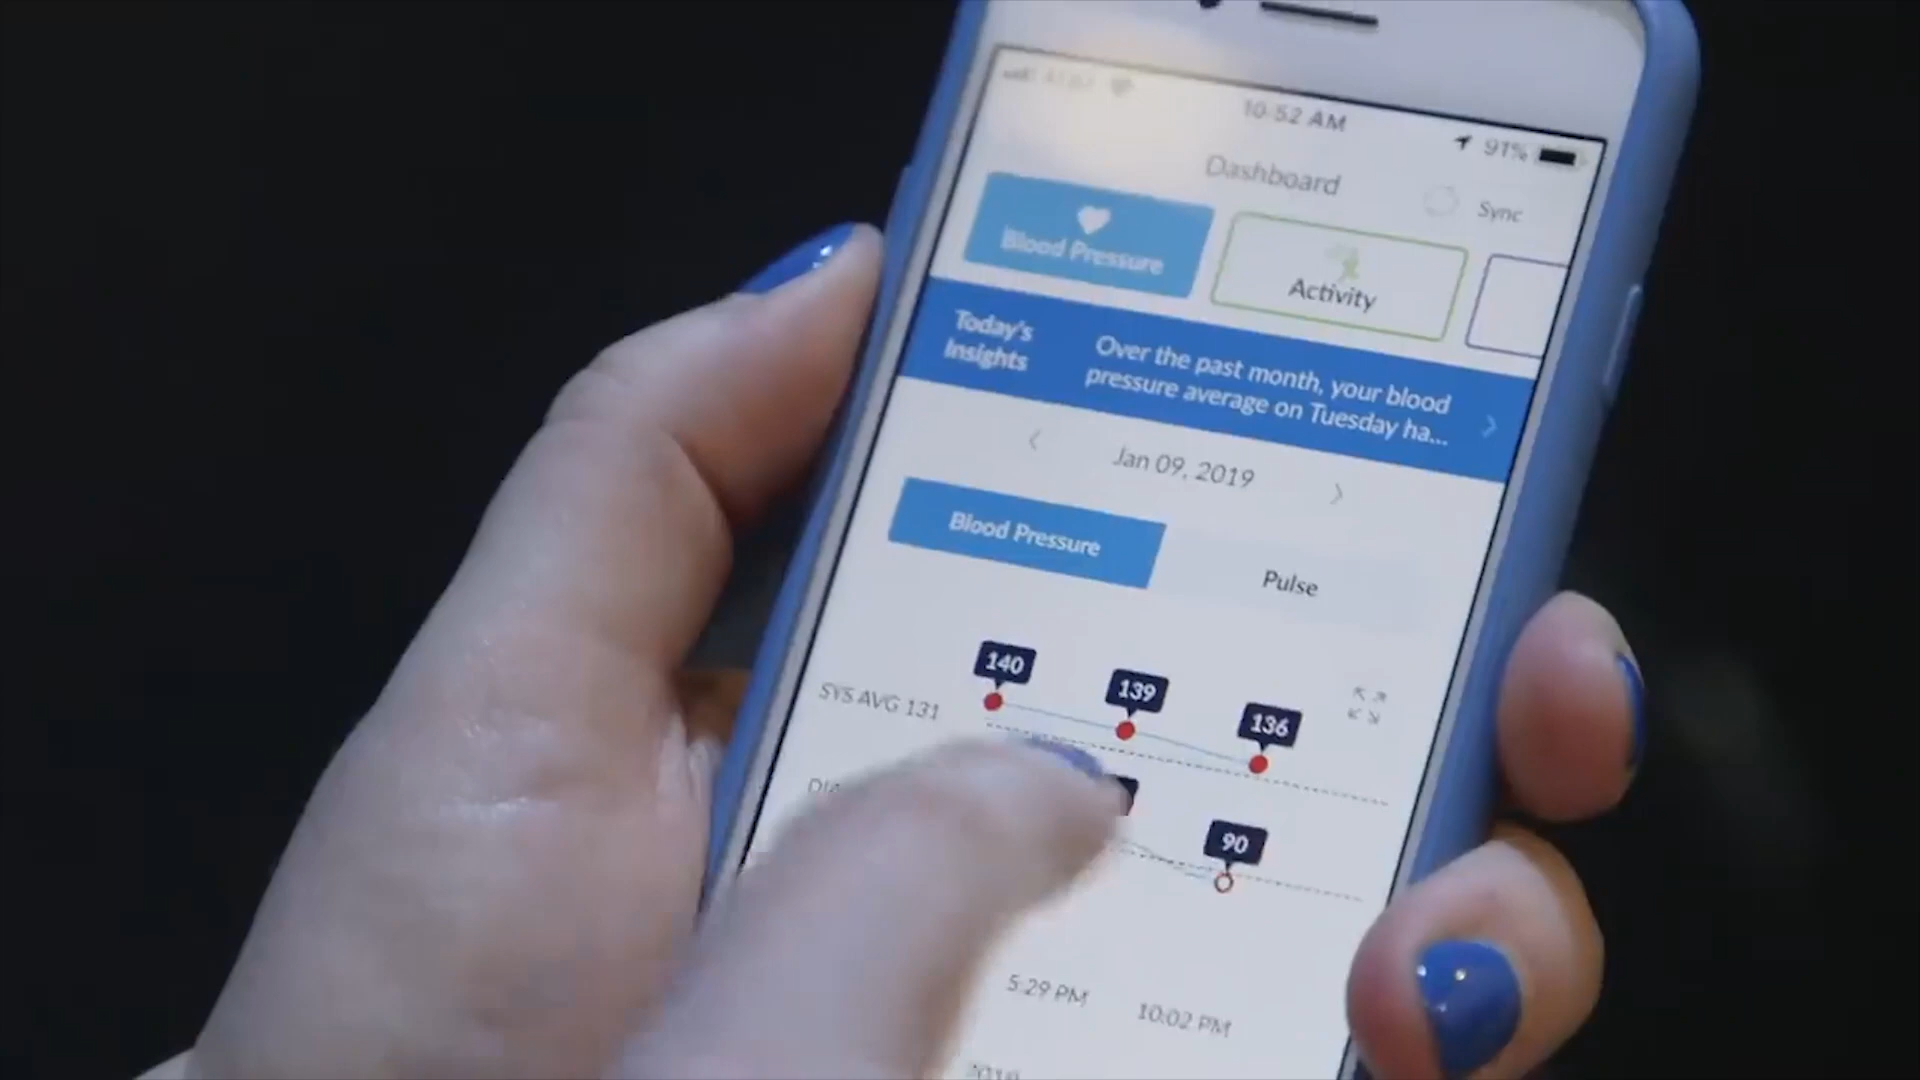 10:52 AM
91%
Dashboard
Sync
Blood Pressure
Activity
Today's
Insights
Over the past month, your blood
pressure average on Tuesday ha...
Jan 09, 2019
Blood Pressure
Pulse
140
139
136
SYS AVG 131
90
5:29 PM
10:02 PM